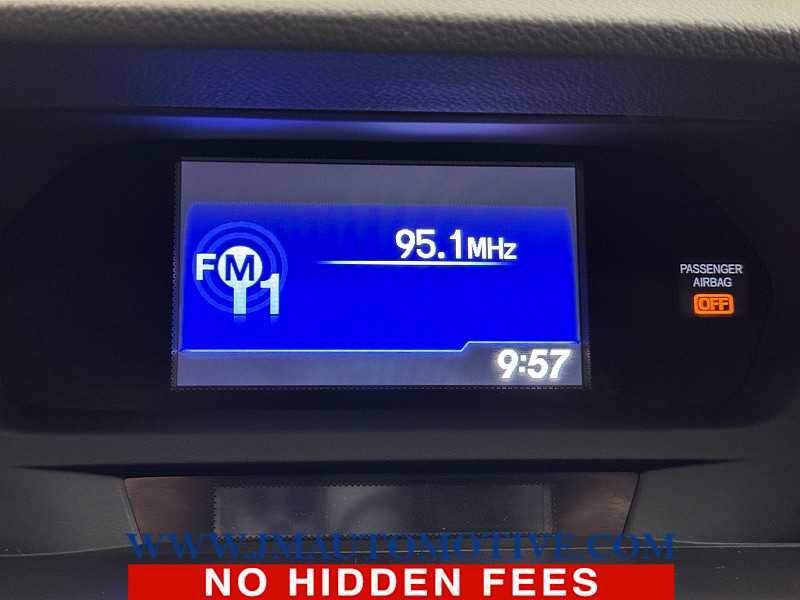 95.1MHz
FM1
9:57
PASSENGER
AIRBAG
OFF
WWW.JMAUTOMOTIVE.COM
NO HIDDEN FEES